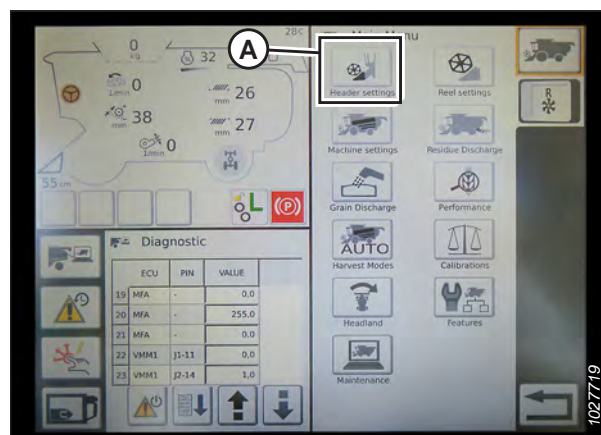 28c
Main Menu
A
0
kg
32
0
1/min
26
mm
38
mm
27
mm
0
1/min
55 cm
L
(P)
R
Header settings
Reel settings
Machine settings
Residue Discharge
Grain Discharge
Performance
AUTO
Harvest Modes
Calibrations
Headland
Features
Maintenance
Diagnostic
ECU PIN VALUE
19 MFA - 0,0
20 MFA - 255.0
21 MFA - 0,0
22 VMM1 J1-11 0,0
23 VMM1 J2-14 1,0
1027719